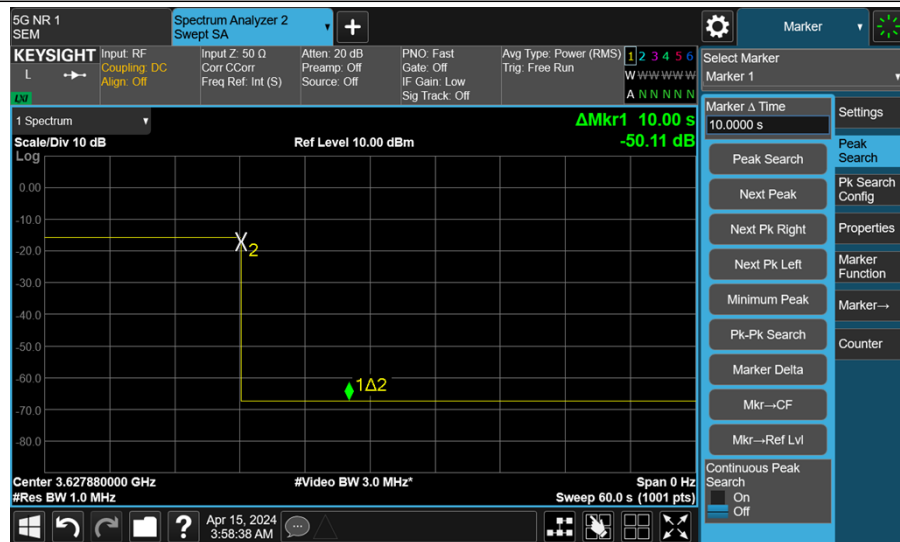 5G NR 1
SEM
Spectrum Analyzer 2
Swept SA
Marker
KEYSIGHT
L
LXI
Input: RF
Coupling: DC
Align: Off
Input Z: 50 Ω
Corr CCorr
Freq Ref: Int (S)
Atten: 20 dB
Preamp: Off
Source: Off
PNO: Fast
Gate: Off
IF Gain: Low
Sig Track: Off
Avg Type: Power (RMS)
Trig: Free Run
1 2 3 4 5 6
W W W W W W
A N N N N N
Select Marker
Marker 1
1 Spectrum
Scale/Div 10 dB
Ref Level 10.00 dBm
ΔMkr1 10.00 s
-50.11 dB
Log
0.00
-10.0
-20.0
-30.0
-40.0
-50.0
-60.0
-70.0
-80.0
2
1Δ2
Center 3.627880000 GHz
#Video BW 3.0 MHz*
Span 0 Hz
#Res BW 1.0 MHz
Sweep 60.0 s (1001 pts)
Marker Δ Time
10.0000 s
Peak Search
Next Peak
Next Pk Right
Next Pk Left
Minimum Peak
Pk-Pk Search
Marker Delta
Mkr→CF
Mkr→Ref Lvl
Continuous Peak
Search
On
Off
Settings
Peak
Search
Pk Search
Config
Properties
Marker
Function
Marker→
Counter
?
Apr 15, 2024
3:58:38 AM